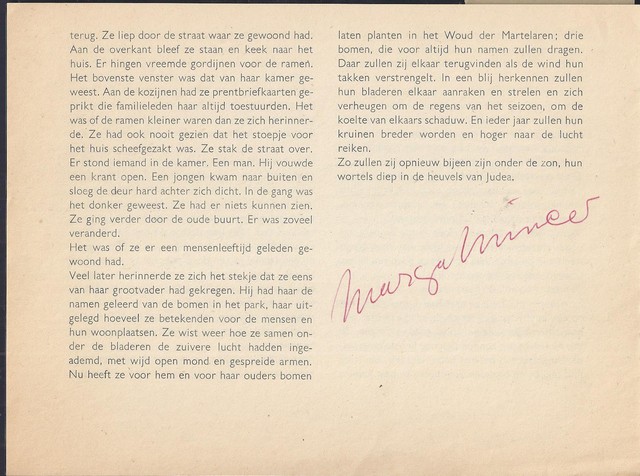 terug. Ze liep door de straat waar ze gewoond had.
Aan de overkant bleef ze staan en keek naar het
huis. Er hingen vreemde gordijnen voor de ramen.
Het bovenste venster was dat van haar kamer ge-
weest. Aan de kozijnen had ze prentbriefkaarten ge-
prikt die familieleden haar altijd toestuurden. Het
was of de ramen kleiner waren dan ze zich herinner-
de. Ze had ook nooit gezien dat het stoepje voor
het huis scheefgezakt was. Ze stak de straat over.
Er stond iemand in de kamer. Een man. Hij vouwde
een krant open. Een jongen kwam naar buiten en
sloeg de deur hard achter zich dicht. In de gang was
het donker geweest. Ze had er niets kunnen zien.
Ze ging verder door de oude buurt. Er was zoveel
veranderd.
Het was of ze er een mensenleeftijd geleden ge-
woond had.
Veel later herinnerde ze zich het stekje dat ze eens
van haar grootvader had gekregen. Hij had haar de
namen geleerd van de bomen in het park, haar uit-
gelegd hoeveel ze betekenden voor de mensen en
hun woonplaatsen. Ze wist weer hoe ze samen on-
der de bladeren de zuivere lucht hadden inge-
ademd, met wijd open mond en gespreide armen.
Nu heeft ze voor hem en voor haar ouders bomen
laten planten in het Woud der Martelaren; drie
bomen, die voor altijd hun namen zullen dragen.
Daar zullen zij elkaar terugvinden als de wind hun
takken verstrengelt. In een blij herkennen zullen
hun bladeren elkaar aanraken en strelen en zich
verheugen om de regens van het seizoen, om de
koelte van elkaars schaduw. En ieder jaar zullen hun
kruinen breder worden en hoger naar de lucht
reiken.
Zo zullen zij opnieuw bijeen zijn onder de zon, hun
wortels diep in de heuvels van Judea.
Marga Minco